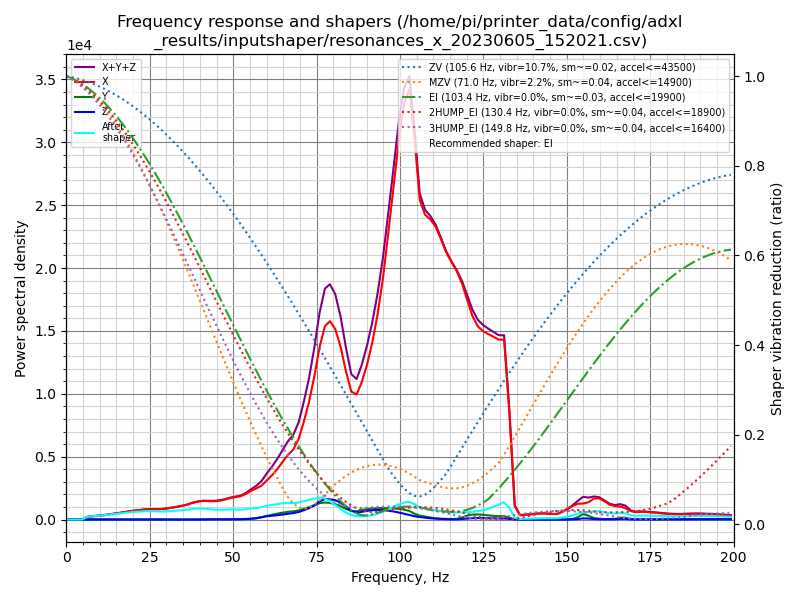 Frequency response and shapers (/home/pi/printer_data/config/adxl
_results/inputshaper/resonances_x_20230605_152021.csv)
1e4
X+Y+Z
X
Y
Z
After
shaper
ZV (105.6 Hz, vibr=10.7%, sm~=0.02, accel<=43500)
MZV (71.0 Hz, vibr=2.2%, sm~=0.04, accel<=14900)
EI (103.4 Hz, vibr=0.0%, sm~=0.03, accel<=19900)
2HUMP_EI (130.4 Hz, vibr=0.0%, sm~=0.04, accel<=18900)
3HUMP_EI (149.8 Hz, vibr=0.0%, sm~=0.04, accel<=16400)
Recommended shaper: EI
Power spectral density
3.5
3.0
2.5
2.0
1.5
1.0
0.5
0.0
Shaper vibration reduction (ratio)
1.0
0.8
0.6
0.4
0.2
0.0
0 25 50 75 100 125 150 175 200
Frequency, Hz